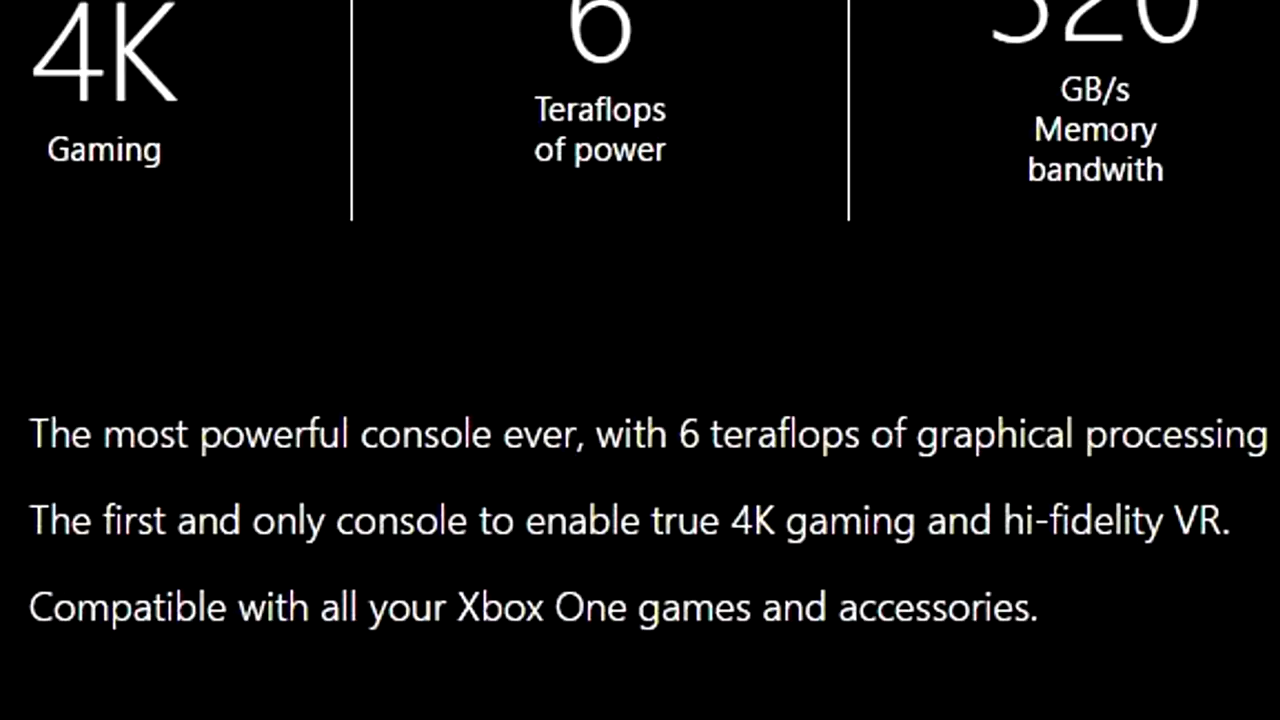 4K
6
320
Gaming
Teraflops
of power
GB/s
Memory
bandwith
The most powerful console ever, with 6 teraflops of graphical processing
The first and only console to enable true 4K gaming and hi-fidelity VR.
Compatible with all your Xbox One games and accessories.